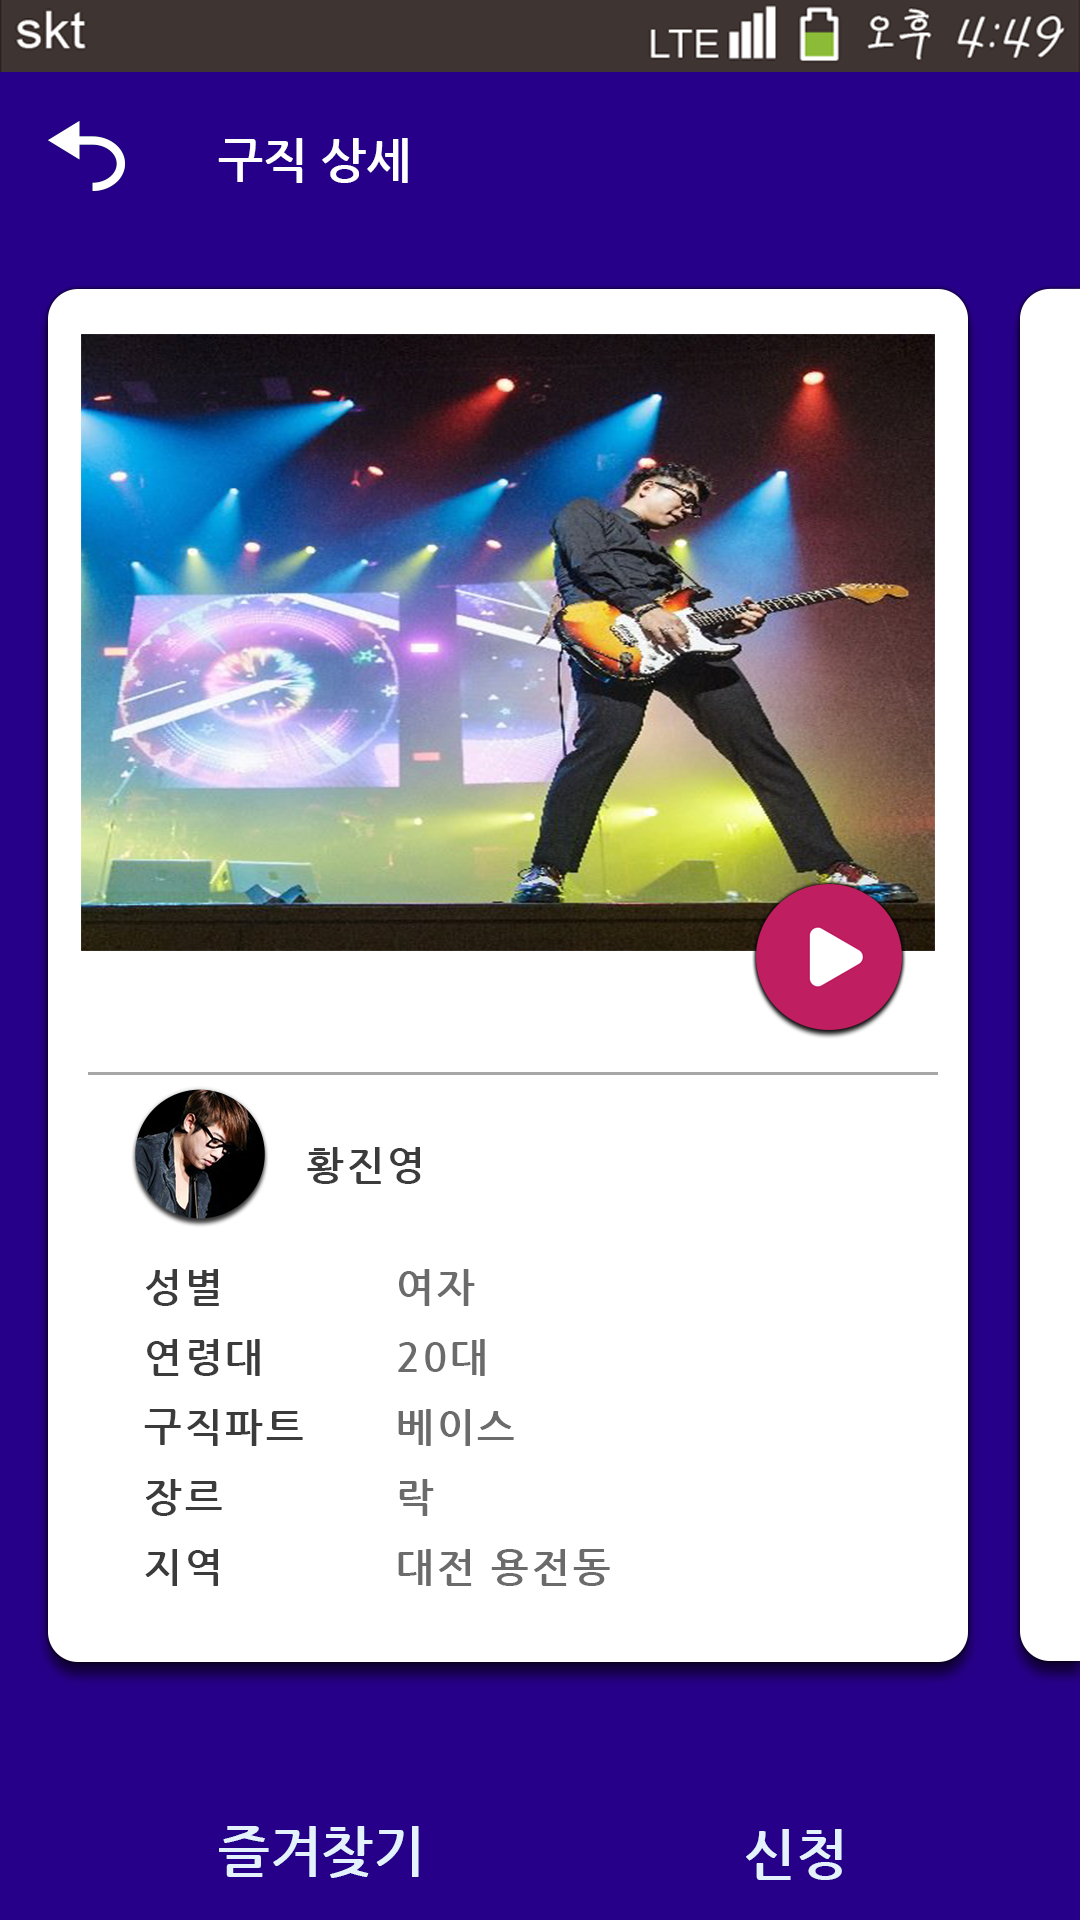 skt LTE 오후 4:49
구직 상세
황진영
성별 여자
연령대 20대
구직파트 베이스
장르 락
지역 대전 용전동
즐겨찾기 신청